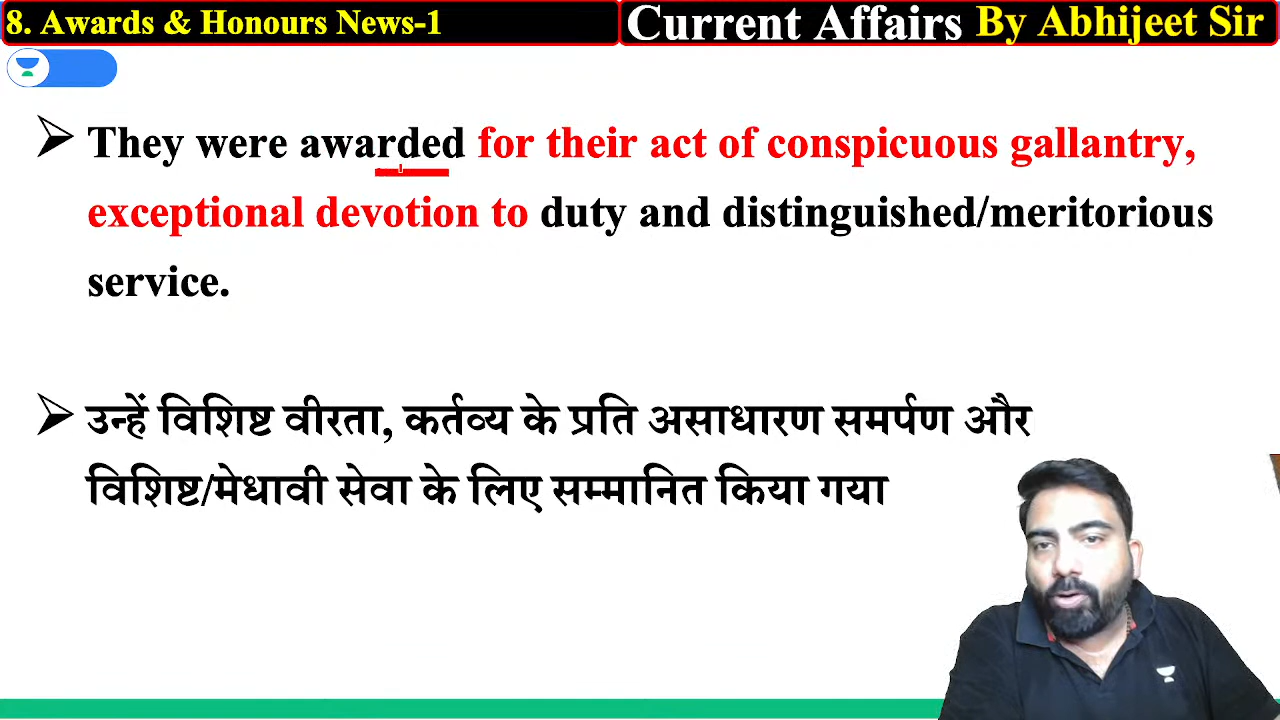 8. Awards & Honours News-1
Current Affairs By Abhijeet Sir
They were awarded for their act of conspicuous gallantry,
exceptional devotion to duty and distinguished/meritorious
service.
उन्हें विशिष्ट वीरता, कर्तव्य के प्रति असाधारण समर्पण और
विशिष्ट/मेधावी सेवा के लिए सम्मानित किया गया